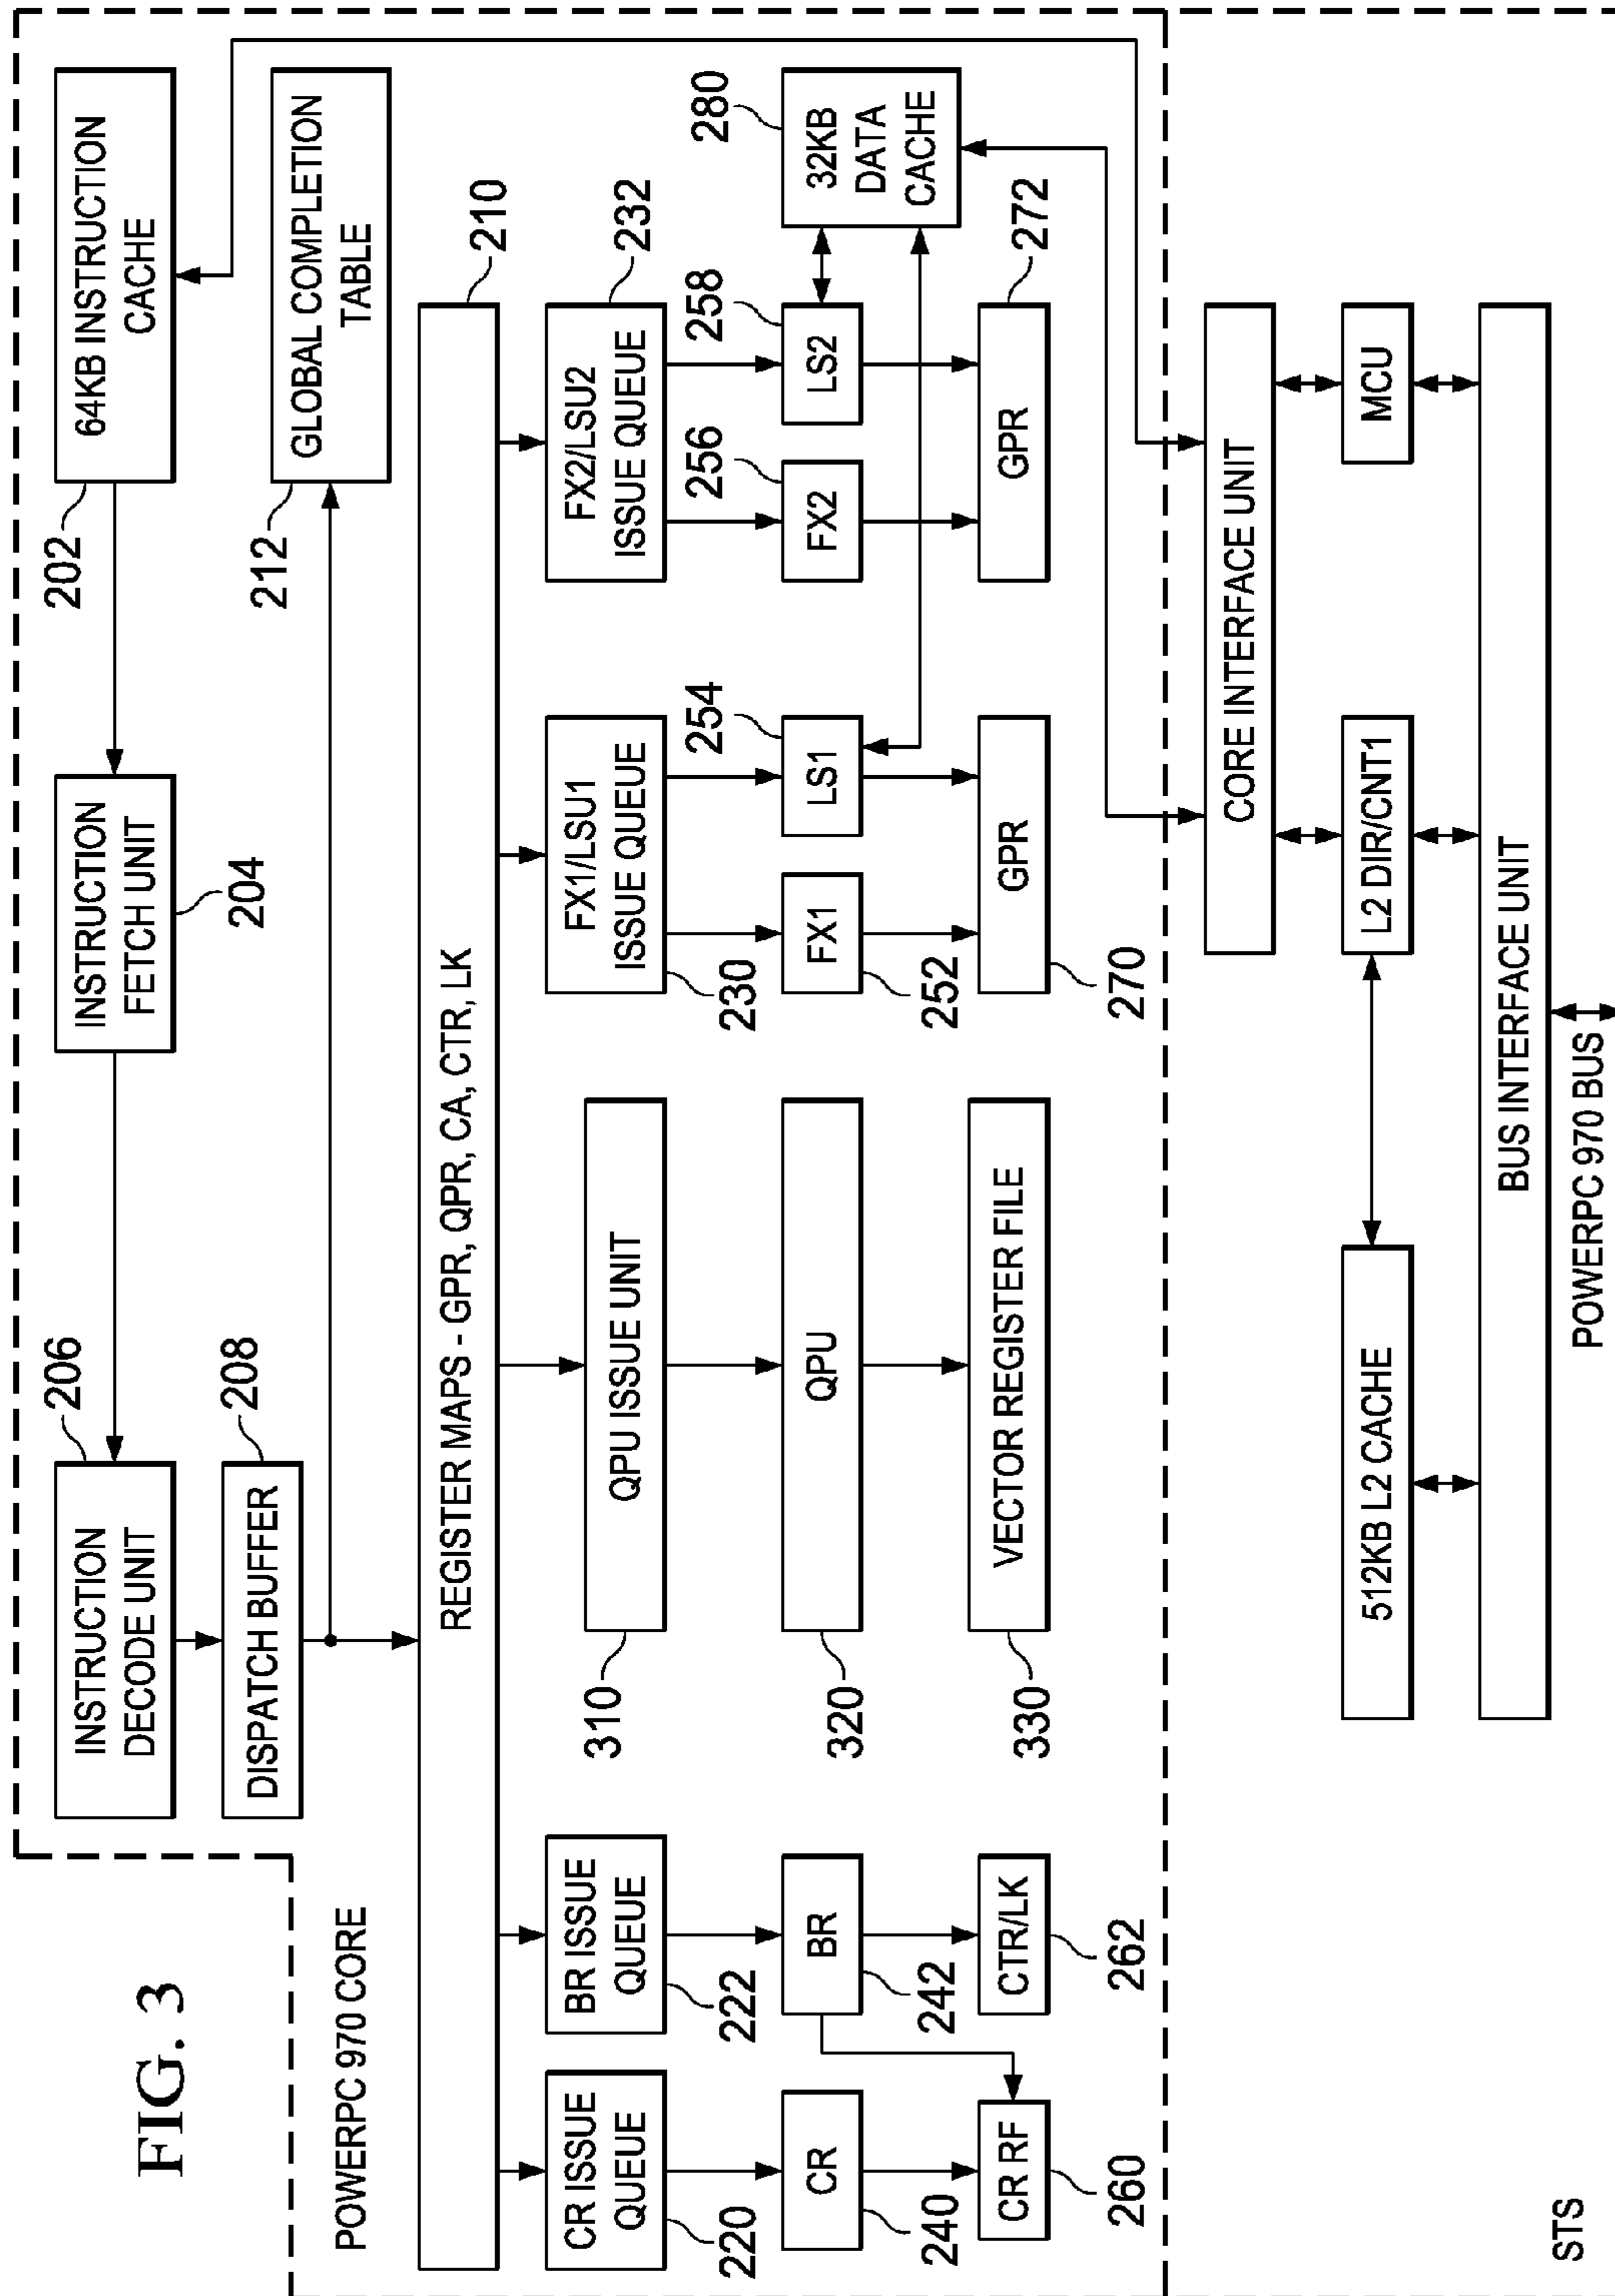 FIG. 3
206
INSTRUCTION
DECODE UNIT
INSTRUCTION
FETCH UNIT
204
202
64KB INSTRUCTION
CACHE
208
DISPATCH BUFFER
212
GLOBAL COMPLETION
TABLE
POWERPC 970 CORE
REGISTER MAPS - GPR, QPR, CA, CTR, LK
210
CR ISSUE
QUEUE
220
BR ISSUE
QUEUE
222
310
QPU ISSUE UNIT
FX1/LSU1
ISSUE QUEUE
230
FX2/LSU2
ISSUE QUEUE
232
CR
240
BR
242
320
QPU
FX1
252
LS1
254
FX2
256
LS2
258
32KB
DATA
CACHE
280
CR RF
260
CTR/LK
262
330
VECTOR REGISTER FILE
GPR
270
GPR
272
CORE INTERFACE UNIT
512KB L2 CACHE
L2 DIR/CNT1
MCU
BUS INTERFACE UNIT
STS
POWERPC 970 BUS